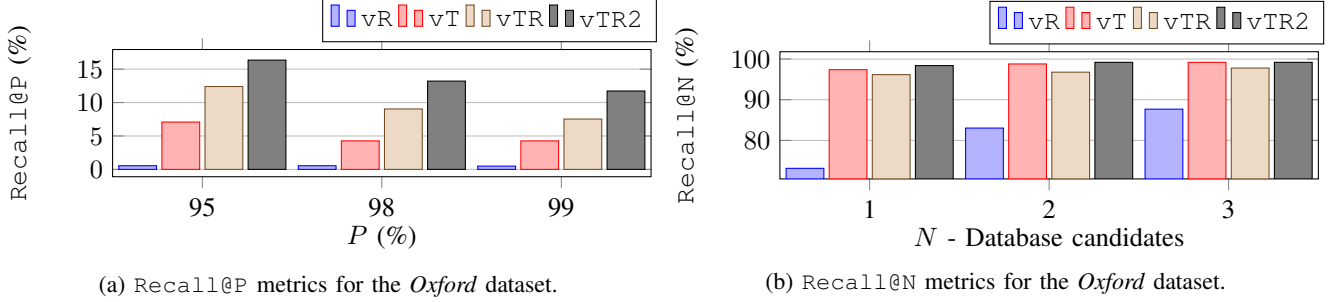 vR vT vTR vTR2
Recall@P (%)
15
10
5
0
95 98 99
P (%)
(a) Recall@P metrics for the Oxford dataset.
vR vT vTR vTR2
Recall@N (%)
100
90
80
1 2 3
N - Database candidates
(b) Recall@N metrics for the Oxford dataset.